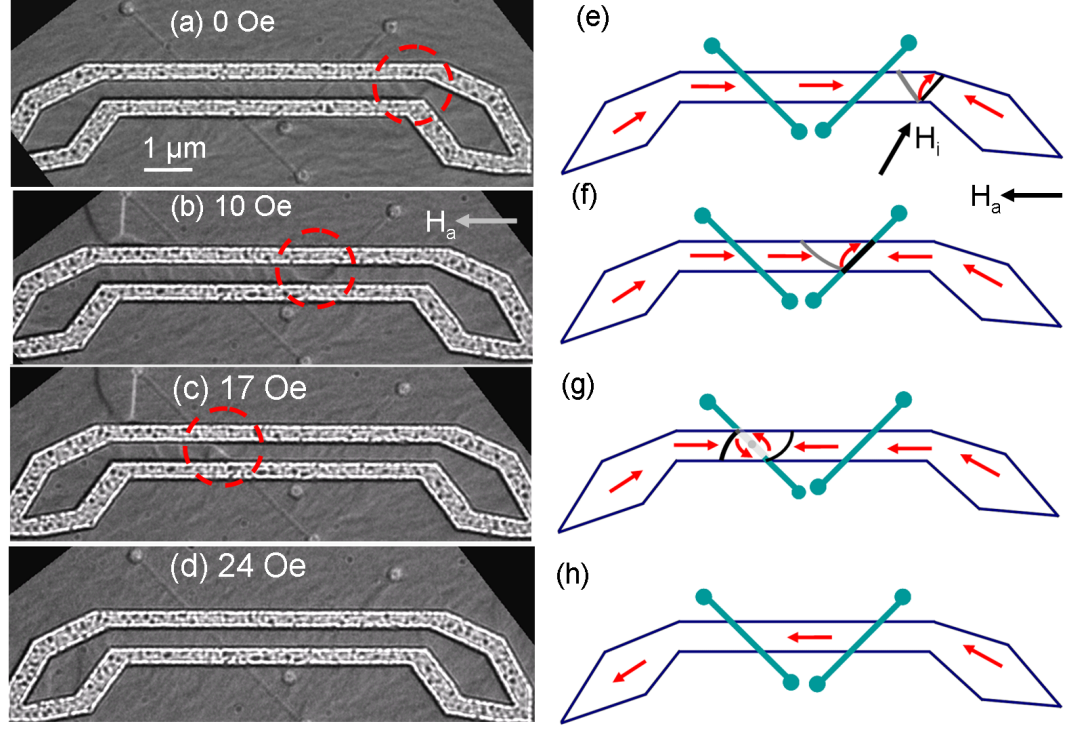 (a) 0 Oe
1 µm
(b) 10 Oe
Ha
(c) 17 Oe
(d) 24 Oe
(e)
Hi
Ha
(f)
(g)
(h)